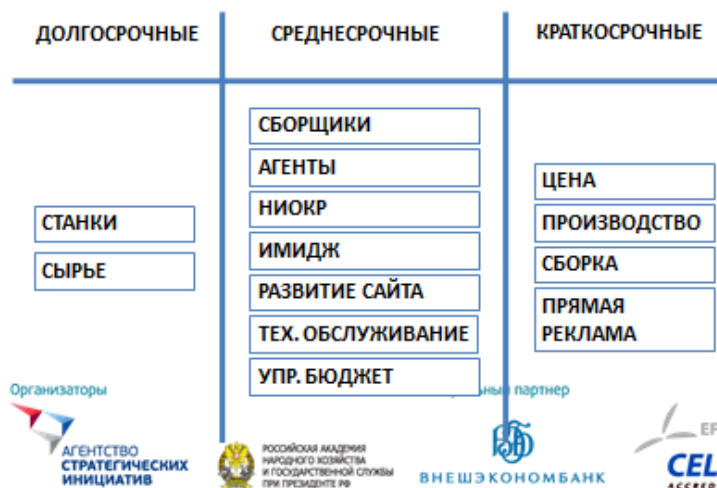 ДОЛГОСРОЧНЫЕ
СРЕДНЕСРОЧНЫЕ
КРАТКОСРОЧНЫЕ
СТАНКИ
СЫРЬЕ
СБОРЩИКИ
АГЕНТЫ
НИОКР
ИМИДЖ
РАЗВИТИЕ САЙТА
ТЕХ. ОБСЛУЖИВАНИЕ
УПР. БЮДЖЕТ
ЦЕНА
ПРОИЗВОДСТВО
СБОРКА
ПРЯМАЯ
РЕКЛАМА
Организаторы
партнер
АГЕНТСТВО
СТРАТЕГИЧЕСКИХ
ИНИЦИАТИВ
РОССИЙСКАЯ АКАДЕМИЯ
НАРОДНОГО ХОЗЯЙСТВА
И ГОСУДАРСТВЕННОЙ СЛУЖБЫ
ПРИ ПРЕЗИДЕНТЕ РФ
ВНЕШЭКОНОМБАНК